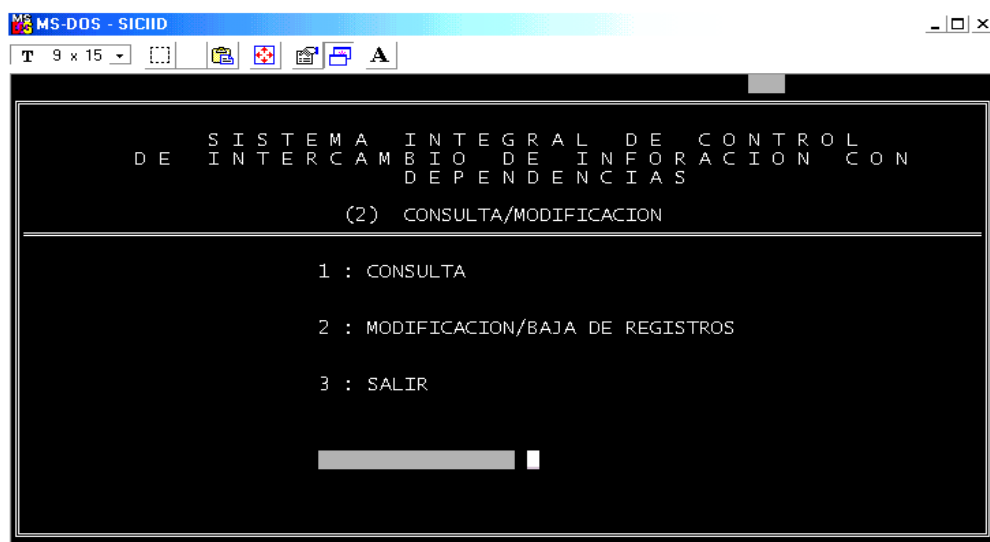 MS-DOS - SICIID
T 9 x 15 A
S I S T E M A I N T E G R A L D E C O N T R O L
D E I N T E R C A M B I O D E I N F O R A C I O N C O N
D E P E N D E N C I A S
(2) CONSULTA/MODIFICACION
1 : CONSULTA
2 : MODIFICACION/BAJA DE REGISTROS
3 : SALIR